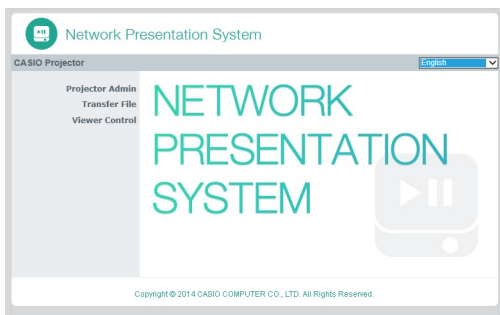 Network Presentation System
CASIO Projector
English
Projector Admin
Transfer File
Viewer Control
NETWORK
PRESENTATION
SYSTEM
Copyright © 2014 CASIO COMPUTER CO., LTD. All Rights Reserved.